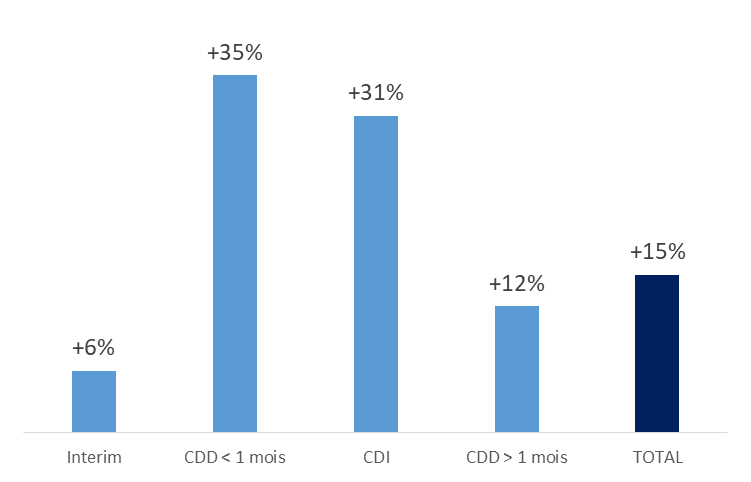 +35%
+31%
+15%
+12%
+6%
Interim
CDD < 1 mois
CDI
CDD > 1 mois
TOTAL